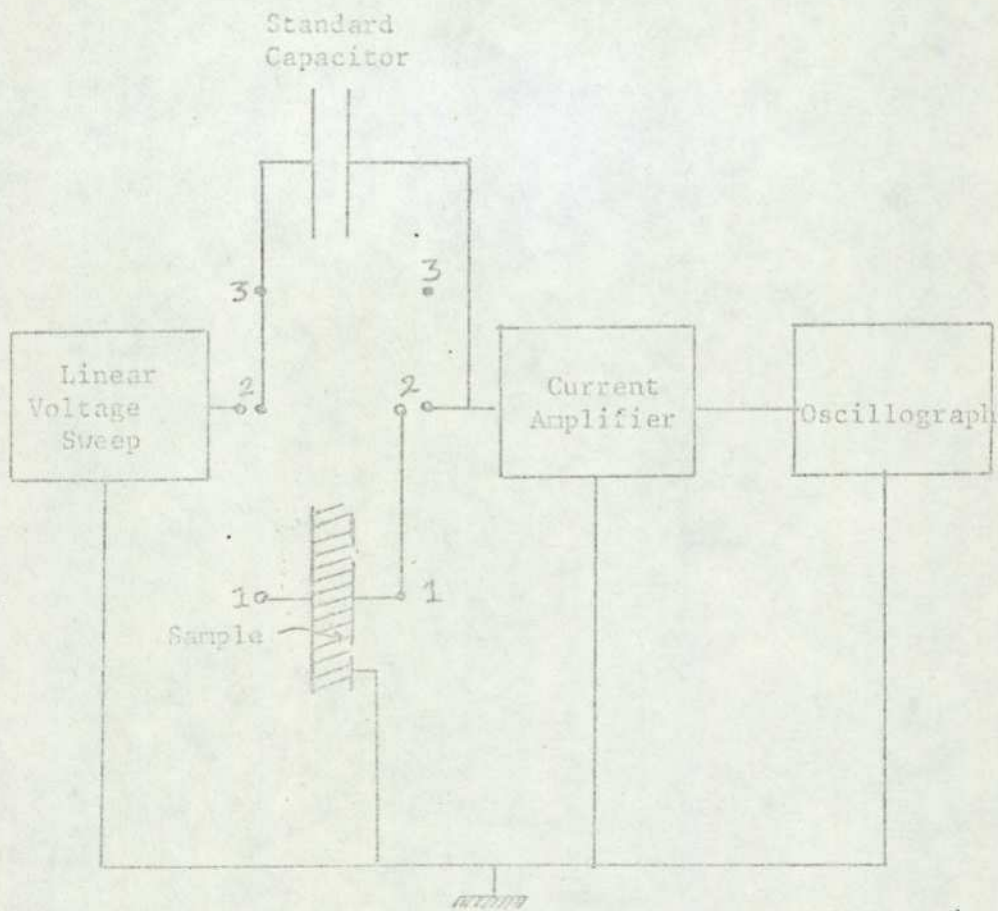 Standard
Capacitor
3
3
Linear
Voltage
Sweep
2
2
Current
Amplifier
Oscillograph
1
1
Sample